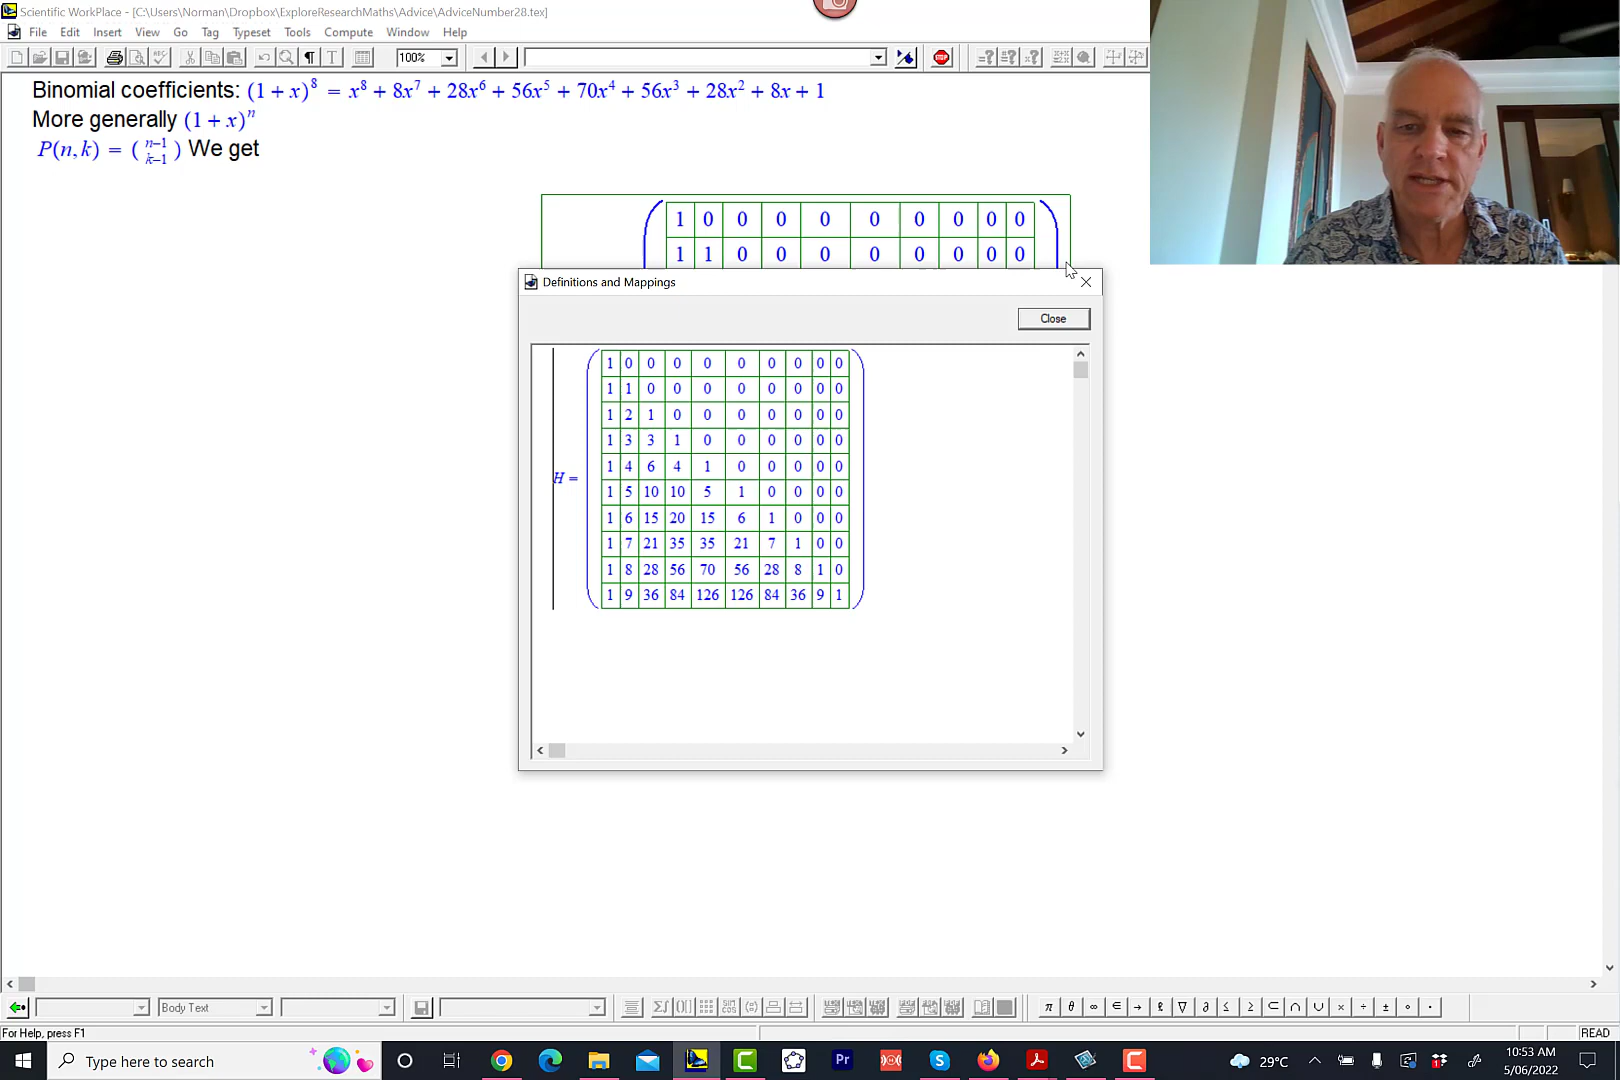 Scientific WorkPlace - [C:\Users\Norman\Dropbox\ExploreResearchMaths\Advice\AdviceNumber28.tex]
File Edit Insert View Go Tag Typeset Tools Compute Window Help
100%
Binomial coefficients: (1 + x)^8 = x^8 + 8x^7 + 28x^6 + 56x^5 + 70x^4 + 56x^3 + 28x^2 + 8x + 1
More generally (1 + x)^n
P(n, k) = (n−1 k−1) We get
1 0 0 0 0 0 0 0 0 0
1 1 0 0 0 0 0 0 0 0
Definitions and Mappings
Close
1 0 0 0 0 0 0 0 0 0
1 1 0 0 0 0 0 0 0 0
1 2 1 0 0 0 0 0 0 0
1 3 3 1 0 0 0 0 0 0
1 4 6 4 1 0 0 0 0 0
H =
1 5 10 10 5 1 0 0 0 0
1 6 15 20 15 6 1 0 0 0
1 7 21 35 35 21 7 1 0 0
1 8 28 56 70 56 28 8 1 0
1 9 36 84 126 126 84 36 9 1
Body Text
π θ ∞ ∈ → ℓ ∇ ∂ ≤ ≥ ⊂ ∩ ∪ × ÷ ± ∘ ·
For Help, press F1
READ
Type here to search
Pr
29°C
10:53 AM
5/06/2022